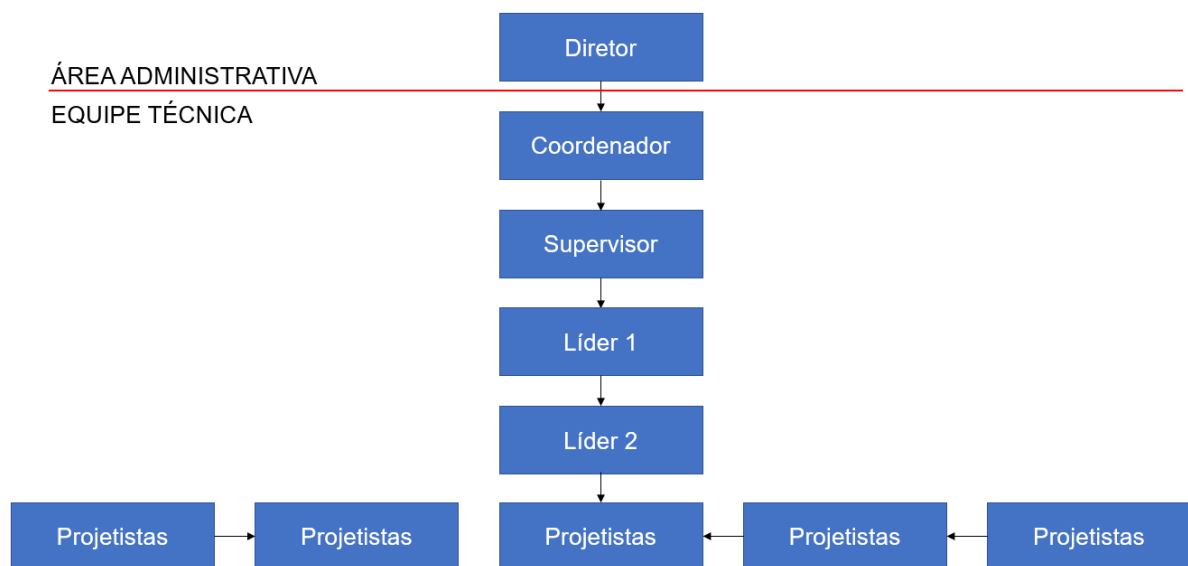 Diretor
ÁREA ADMINISTRATIVA
EQUIPE TÉCNICA
Coordenador
Supervisor
Líder 1
Líder 2
Projetistas
Projetistas
Projetistas
Projetistas
Projetistas